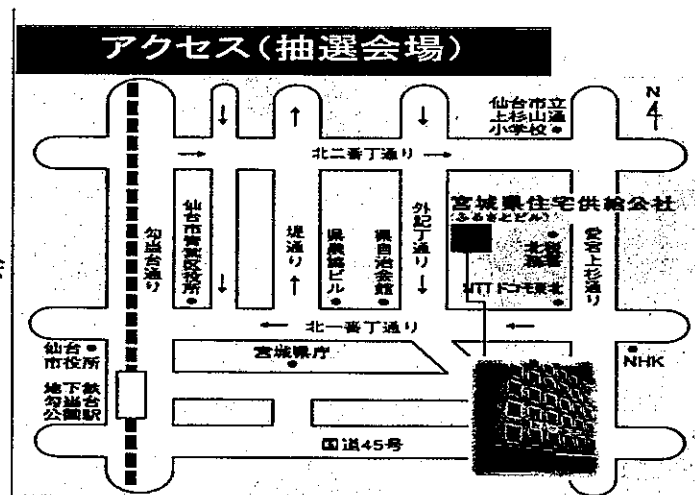 アクセス(抽選会場)
N
4
仙台市立
上杉山通
小学校
北二番丁通り
宮城県住宅供給公社
ふるさとビル)
勾当台通り
仙台市青葉区役所
堤通り
県農協ビル
県自治会館
外記丁通り
愛宮上杉通り
NTTドコモ東北
北一番丁通り
仙台
市役所
宮城県庁
NHK
地下鉄
勾当台
公園駅
国道45号